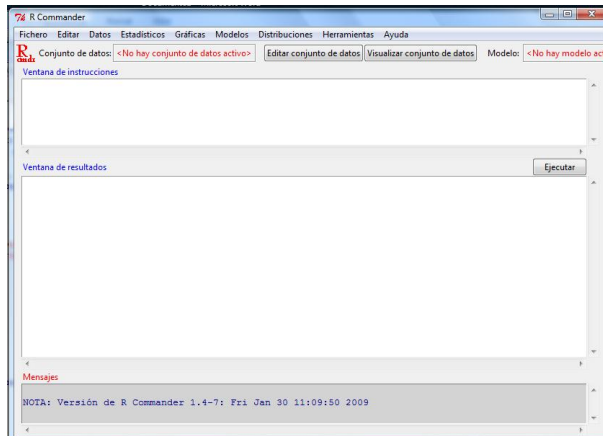 R Commander
Fichero Editar Datos Estadísticos Gráficas Modelos Distribuciones Herramientas Ayuda
R cmdr Conjunto de datos: <No hay conjunto de datos activo> Editar conjunto de datos Visualizar conjunto de datos Modelo: <No hay modelo act
Ventana de instrucciones
Ventana de resultados Ejecutar
Mensajes
NOTA: Versión de R Commander 1.4-7: Fri Jan 30 11:09:50 2009